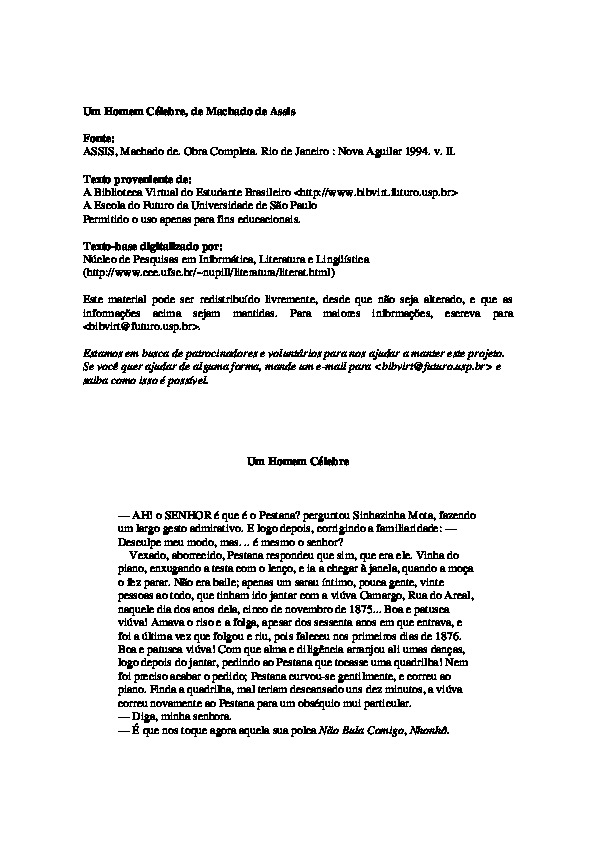 Um Homem Célebre, de Machado de Assis
Fonte:
ASSIS, Machado de. Obra Completa. Rio de Janeiro : Nova Aguilar 1994. v. II.
Texto proveniente de:
A Biblioteca Virtual do Estudante Brasileiro <http://www.bibvirt.futuro.usp.br>
A Escola do Futuro da Universidade de São Paulo
Permitido o uso apenas para fins educacionais.
Texto-base digitalizado por:
Núcleo de Pesquisas em Informática, Literatura e Lingüística
(http://www.cce.ufsc.br/~nupill/literatura/literat.html)
Este material pode ser redistribuído livremente, desde que não seja alterado, e que as
informações acima sejam mantidas. Para maiores informações, escreva para
<bibvirt@futuro.usp.br>.
Estamos em busca de patrocinadores e voluntários para nos ajudar a manter este projeto.
Se você quer ajudar de alguma forma, mande um e-mail para <bibvirt@futuro.usp.br> e
saiba como isso é possível.
Um Homem Célebre
— AH! o SENHOR é que é o Pestana? perguntou Sinhazinha Mota, fazendo
um largo gesto admirativo. E logo depois, corrigindo a familiaridade: —
Desculpe meu modo, mas... é mesmo o senhor?
Vexado, aborrecido, Pestana respondeu que sim, que era ele. Vinha do
piano, enxugando a testa com o lenço, e ia a chegar à janela, quando a moça
o fez parar. Não era baile; apenas um sarau íntimo, pouca gente, vinte
pessoas ao todo, que tinham ido jantar com a viúva Camargo, Rua do Areal,
naquele dia dos anos dela, cinco de novembro de 1875... Boa e patusca
viúva! Amava o riso e a folga, apesar dos sessenta anos em que entrava, e
foi a última vez que folgou e riu, pois faleceu nos primeiros dias de 1876.
Boa e patusca viúva! Com que alma e diligência arranjou ali umas danças,
logo depois do jantar, pedindo ao Pestana que tocasse uma quadrilha! Nem
foi preciso acabar o pedido; Pestana curvou-se gentilmente, e correu ao
piano. Finda a quadrilha, mal teriam descansado uns dez minutos, a viúva
correu novamente ao Pestana para um obséquio mui particular.
— Diga, minha senhora.
— É que nos toque agora aquela sua polca Não Bula Comigo, Nhonhô.